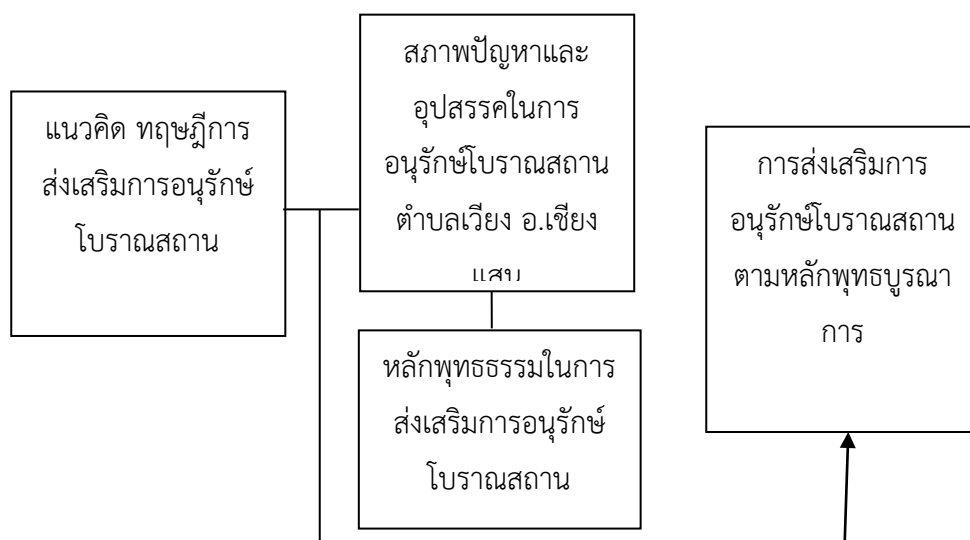 แนวคิด ทฤษฎีการ
ส่งเสริมการอนุรักษ์
โบราณสถาน
สภาพปัญหาและ
อุปสรรคในการ
อนุรักษ์โบราณสถาน
ตำบลเวียง อ.เชียง
แสน
หลักพุทธธรรมในการ
ส่งเสริมการอนุรักษ์
โบราณสถาน
การส่งเสริมการ
อนุรักษ์โบราณสถาน
ตามหลักพุทธบูรณา
การ